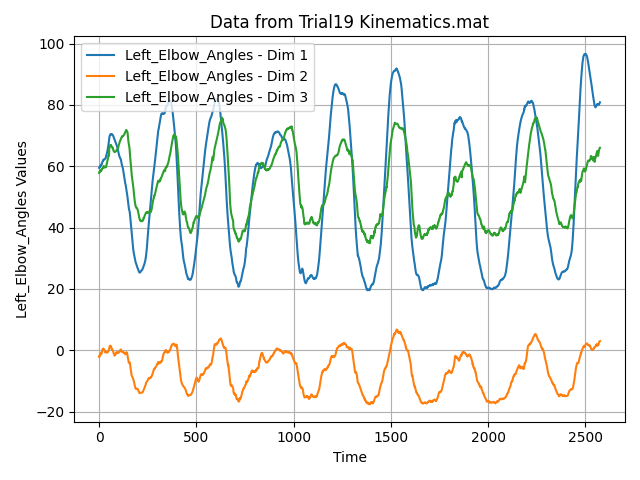 Data from Trial19 Kinematics.mat
Left_Elbow_Angles - Dim 1
Left_Elbow_Angles - Dim 2
Left_Elbow_Angles - Dim 3
Left_Elbow_Angles Values
100
80
60
40
20
0
−20
0 500 1000 1500 2000 2500
Time